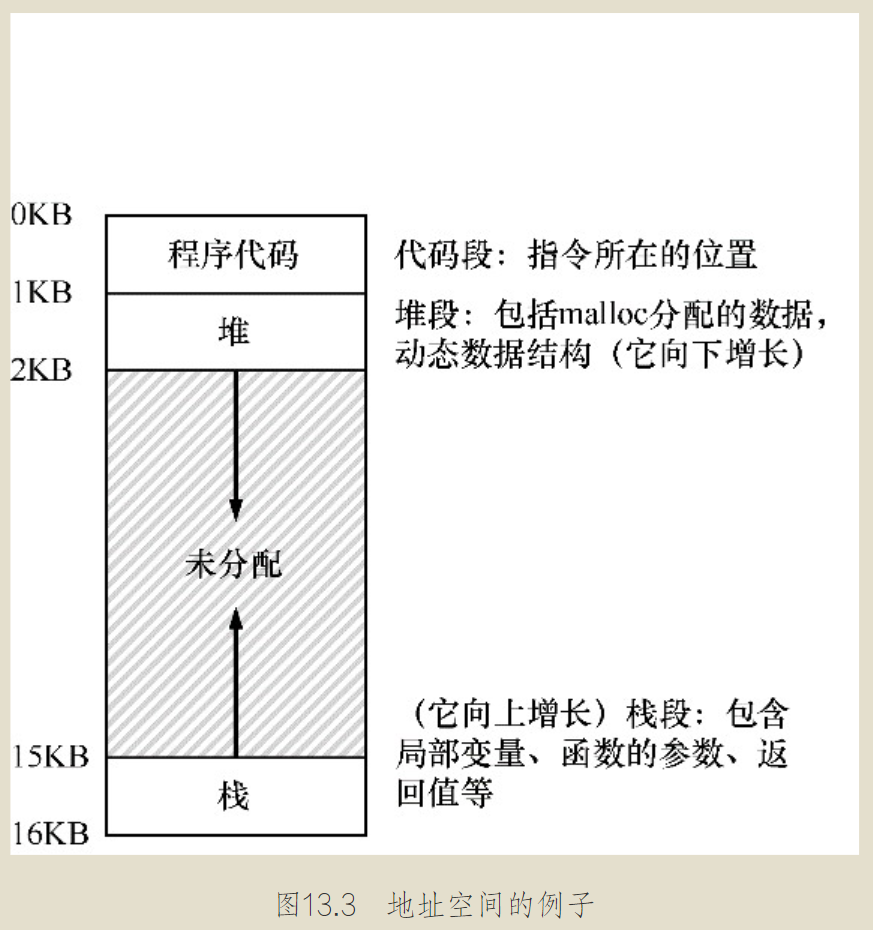 0KB
程序代码
代码段：指令所在的位置
1KB
堆
堆段：包括malloc分配的数据，
动态数据结构（它向下增长）
2KB
未分配
（它向上增长）栈段：包含
局部变量、函数的参数、返
回值等
15KB
栈
16KB
图13.3 地址空间的例子